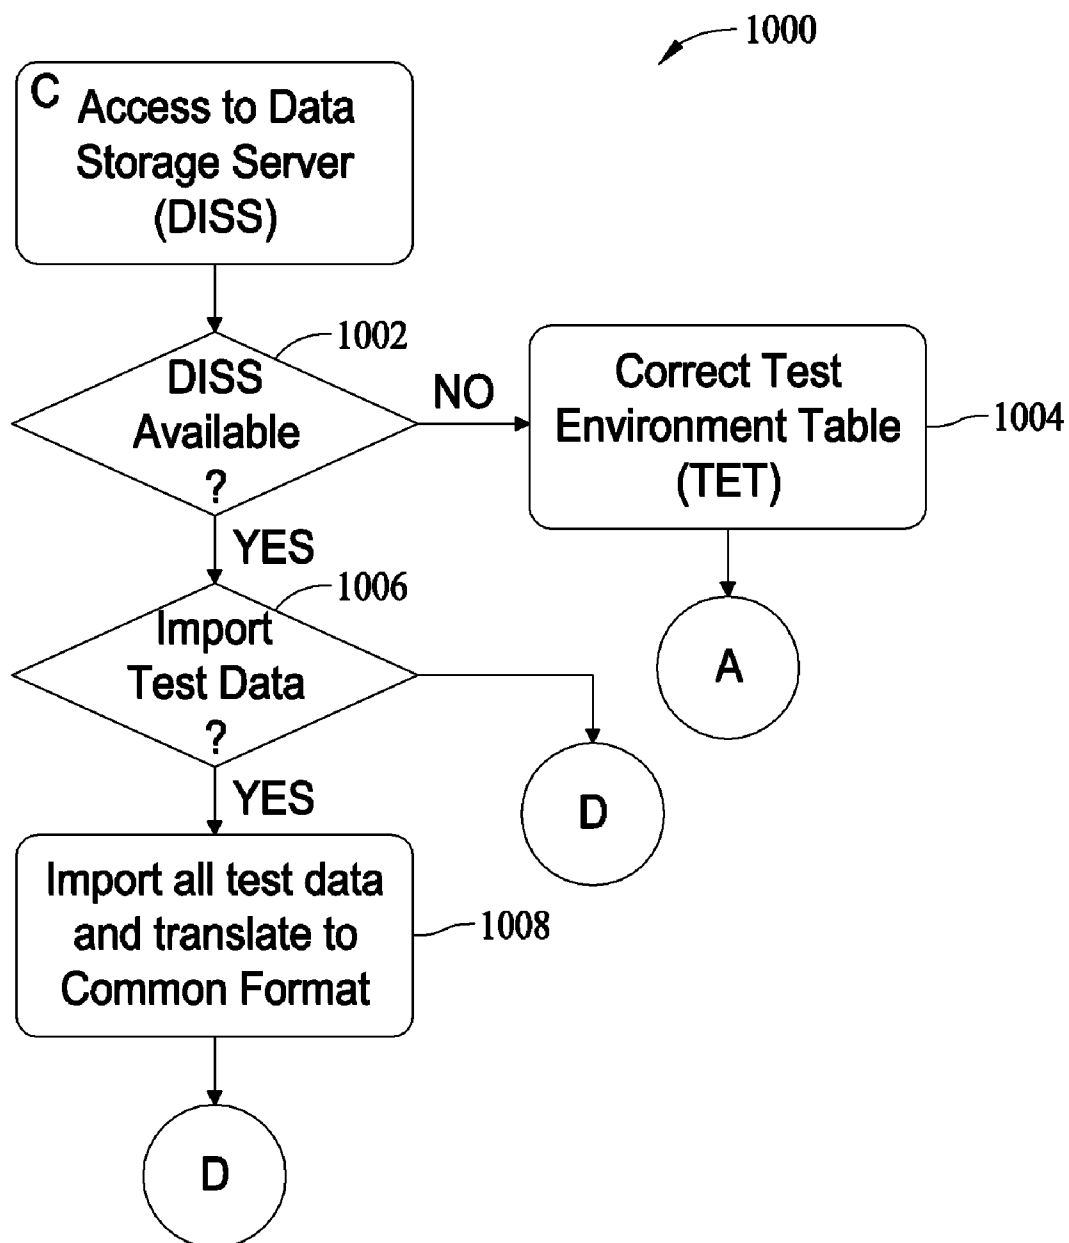 1000
C
Access to Data
Storage Server
(DISS)
1002
DISS
Available
?
NO
Correct Test
Environment Table
(TET)
1004
YES
1006
Import
Test Data
?
A
D
YES
Import all test data
and translate to
Common Format
1008
D